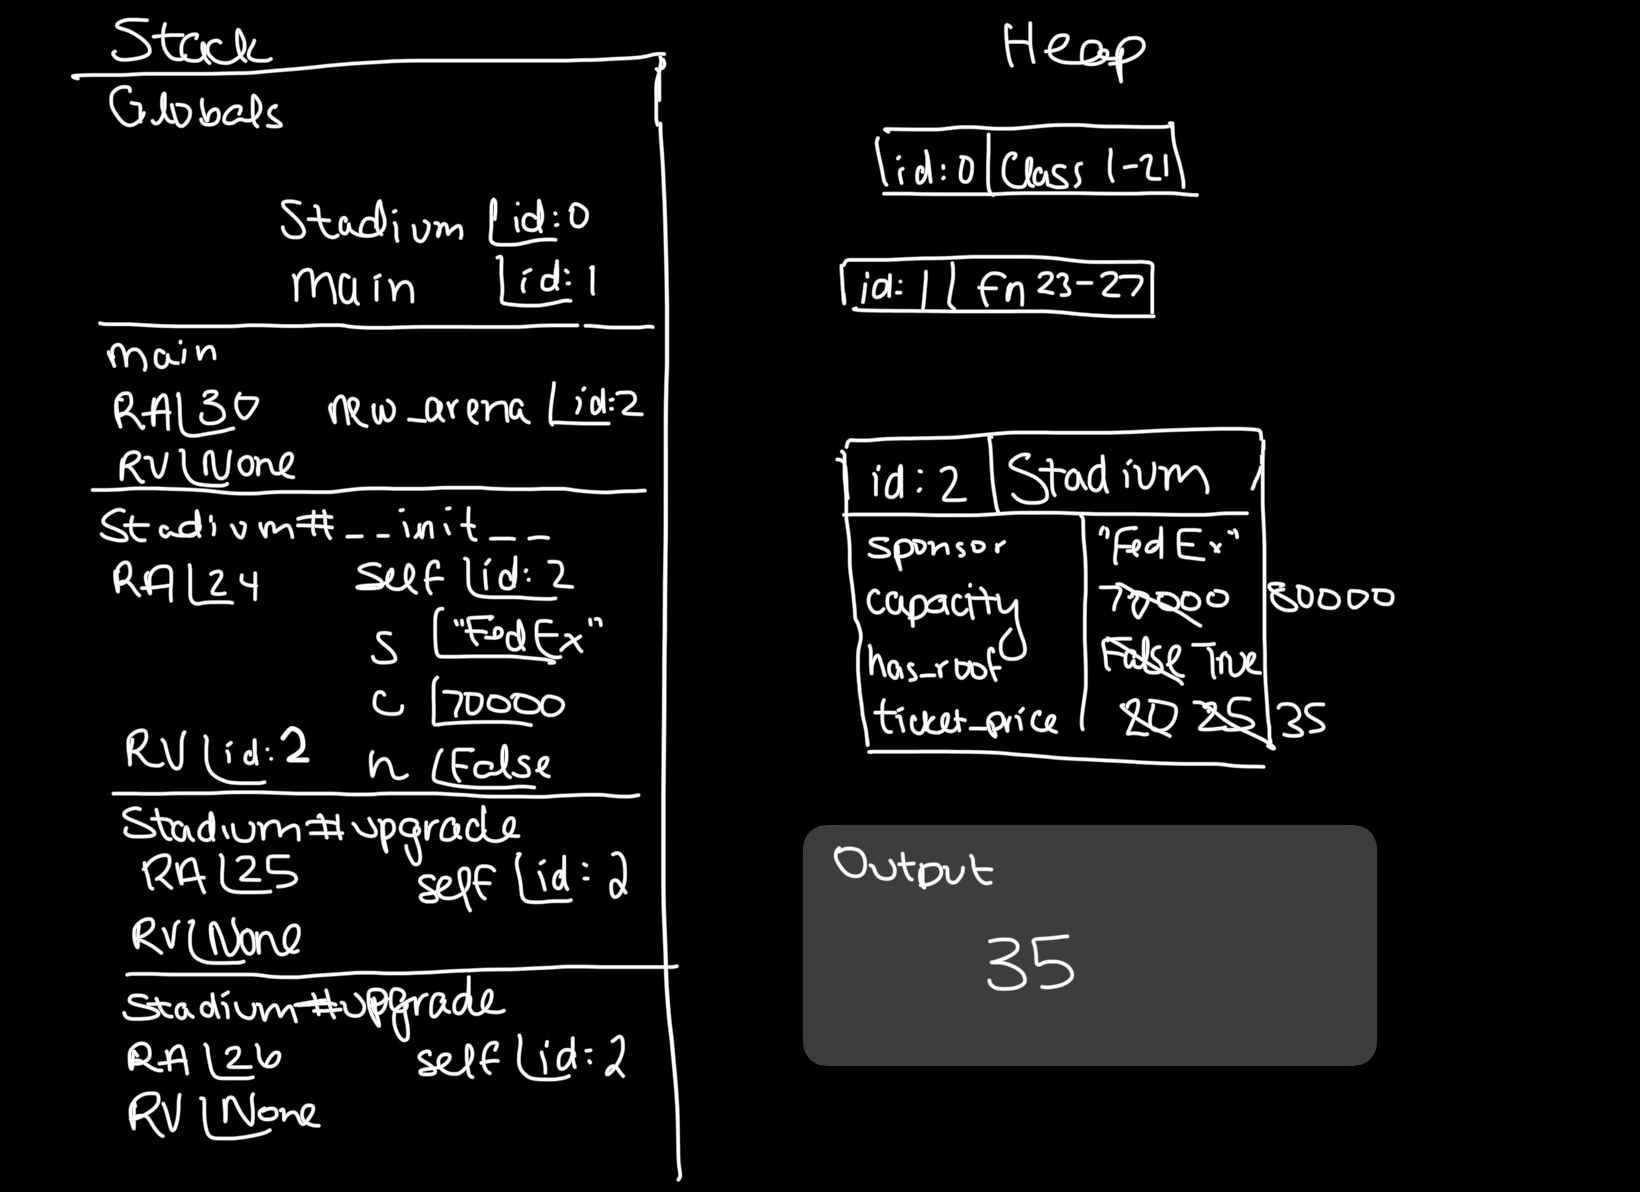 Stack
Globals
Stadium id:0
main id:1
main
RA 30 new_arena id:2
RV None
Stadium#__init__
RA 24 self id:2
s "FedEx"
c 70000
RV id:2 h False
Stadium#upgrade
RA 25 self id:2
RV None
Stadium#upgrade
RA 26 self id:2
RV None
Heap
id:0 Class 1-21
id:1 fn 23-27
id:2 Stadium
sponsor "FedEx"
capacity 70000 80000
has_roof False True
ticket_price 20 25 35
Output
35